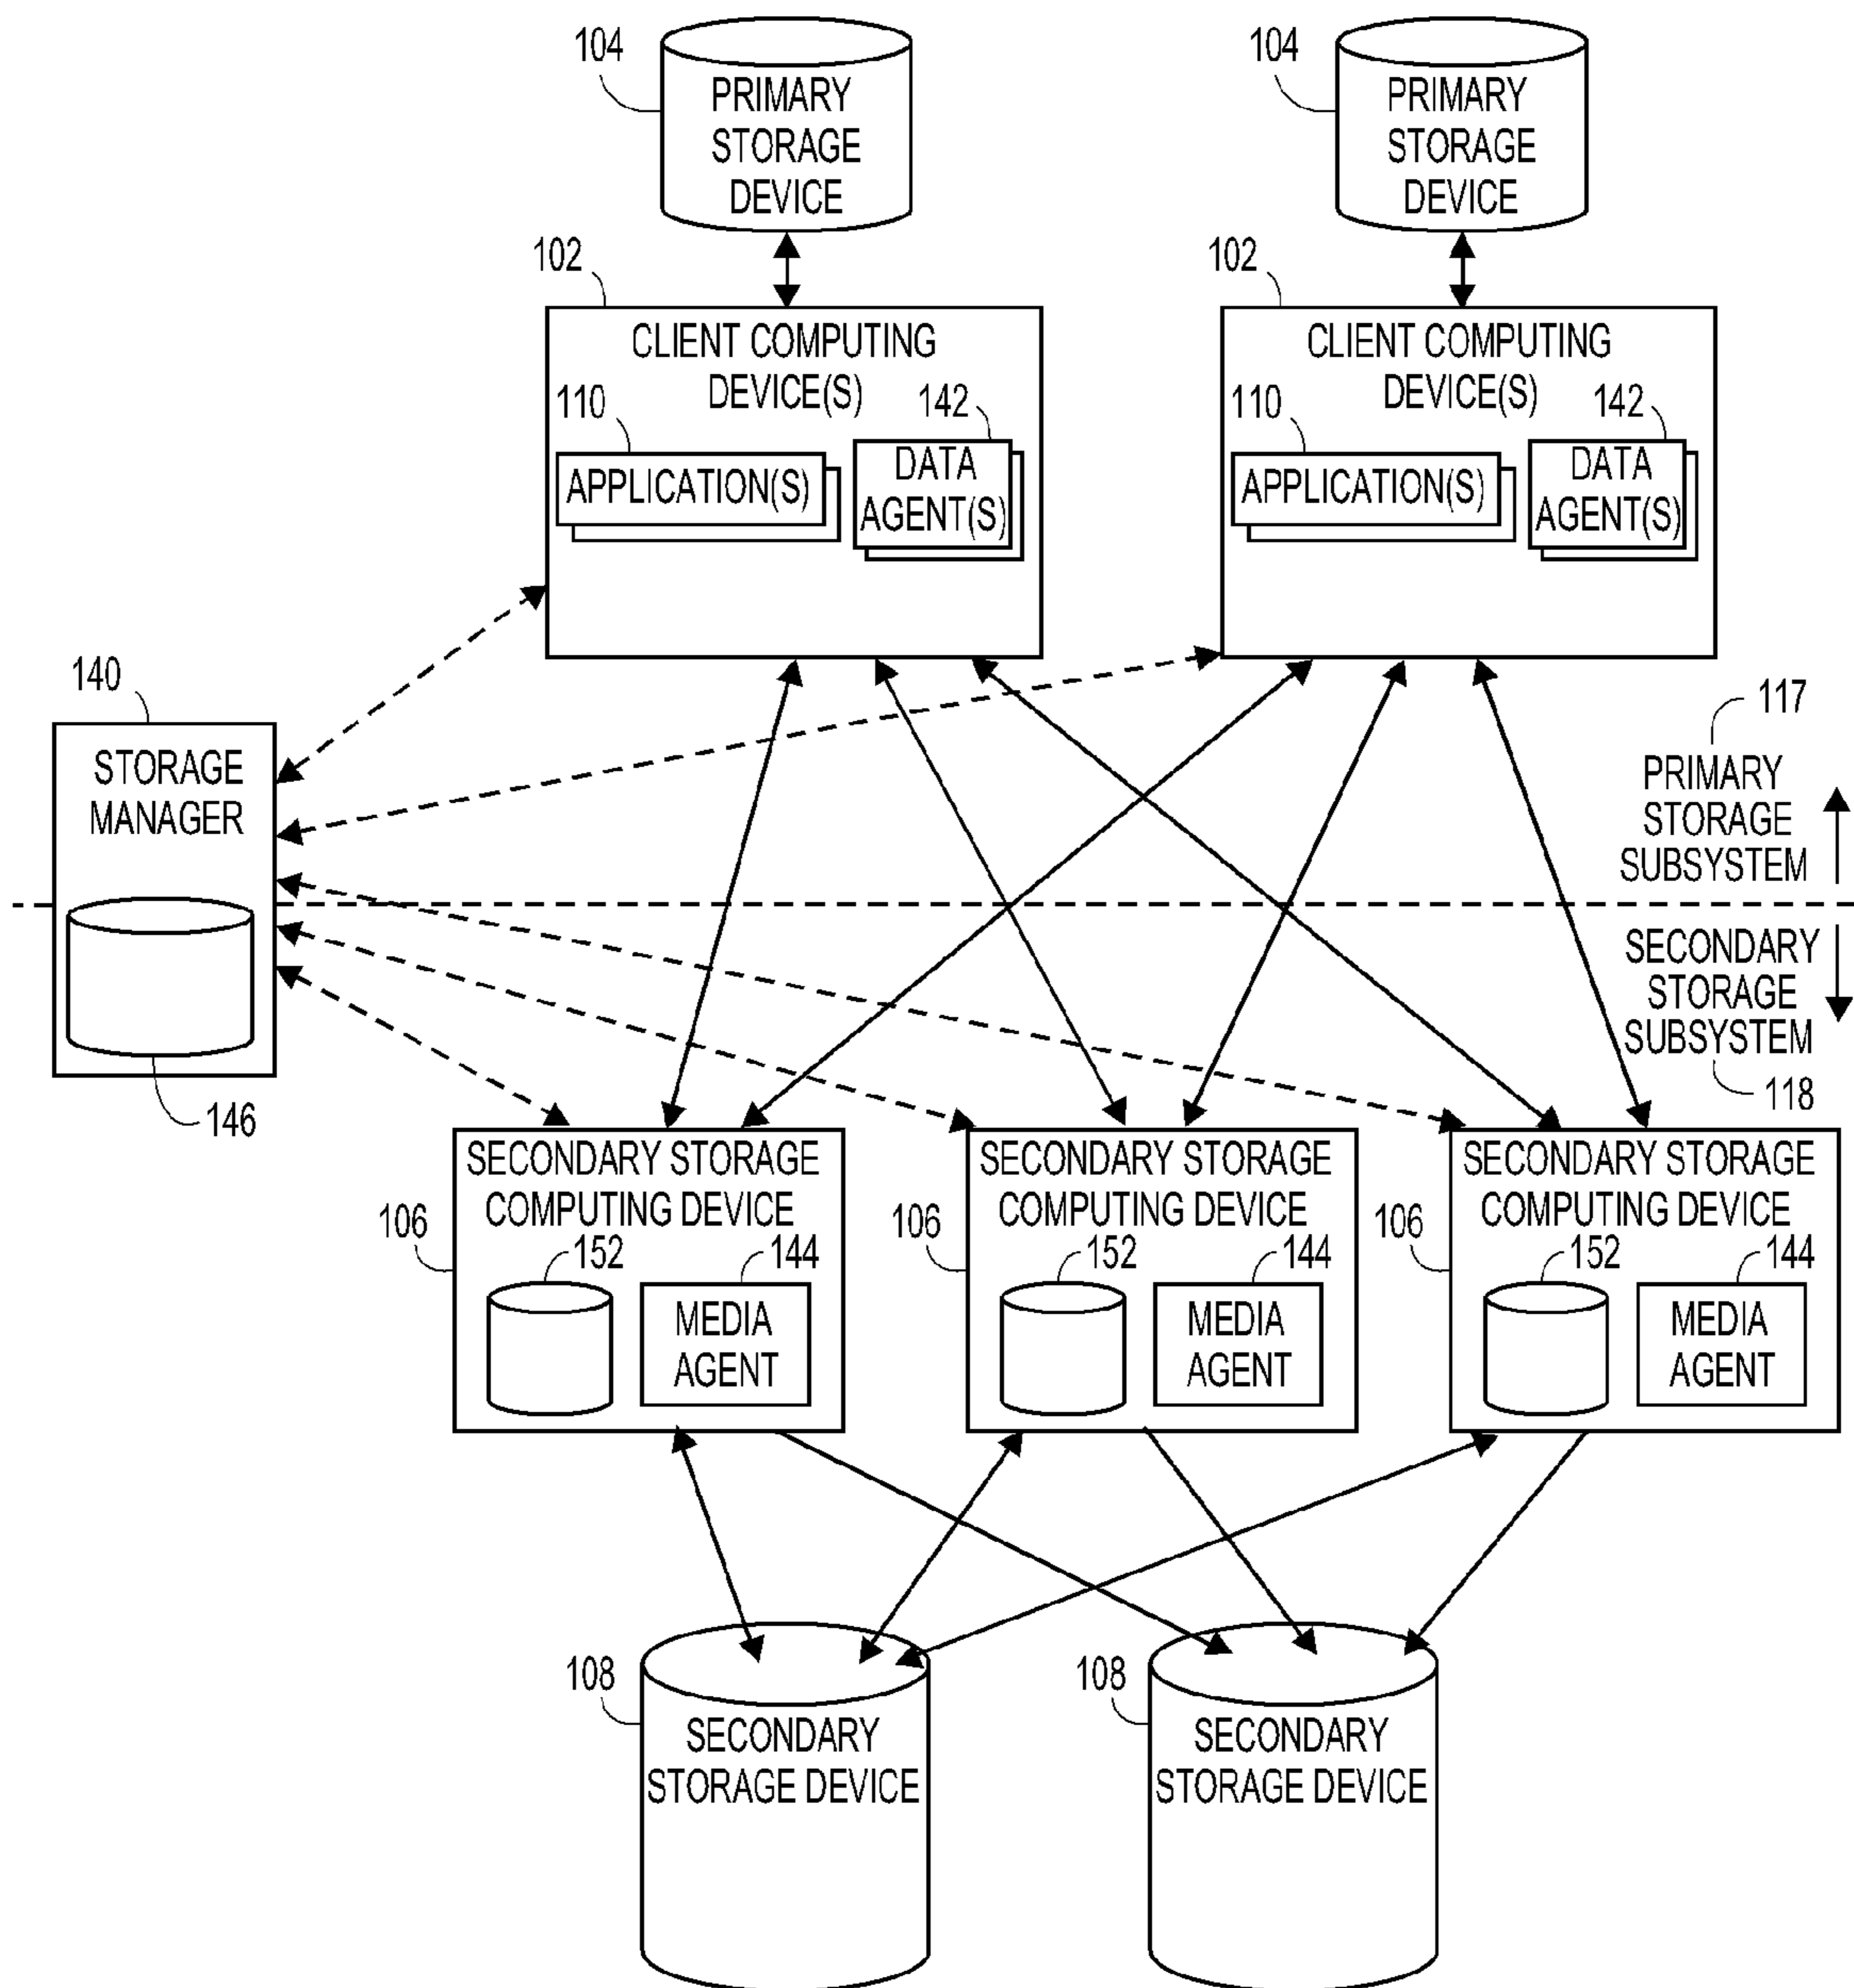 104
PRIMARY
STORAGE
DEVICE
104
PRIMARY
STORAGE
DEVICE
102
CLIENT COMPUTING
DEVICE(S)
110
APPLICATION(S)
142
DATA
AGENT(S)
102
CLIENT COMPUTING
DEVICE(S)
110
APPLICATION(S)
142
DATA
AGENT(S)
140
STORAGE
MANAGER
146
117
PRIMARY
STORAGE
SUBSYSTEM
SECONDARY
STORAGE
SUBSYSTEM
118
106
SECONDARY STORAGE
COMPUTING DEVICE
152
144
MEDIA
AGENT
106
SECONDARY STORAGE
COMPUTING DEVICE
152
144
MEDIA
AGENT
106
SECONDARY STORAGE
COMPUTING DEVICE
152
144
MEDIA
AGENT
108
SECONDARY
STORAGE DEVICE
108
SECONDARY
STORAGE DEVICE